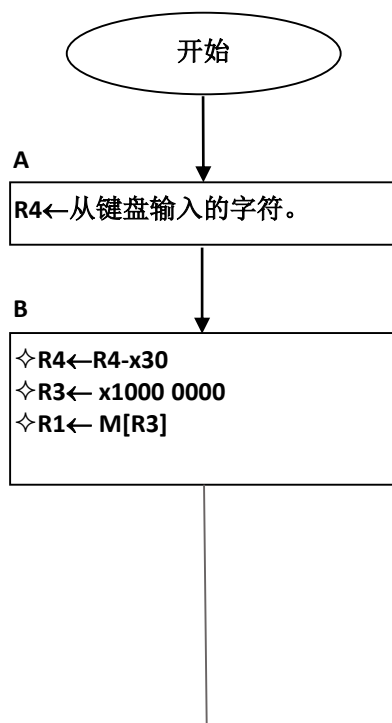 开始
A
R4←从键盘输入的字符。
B
✧R4←R4-x30
✧R3← x1000 0000
✧R1← M[R3]